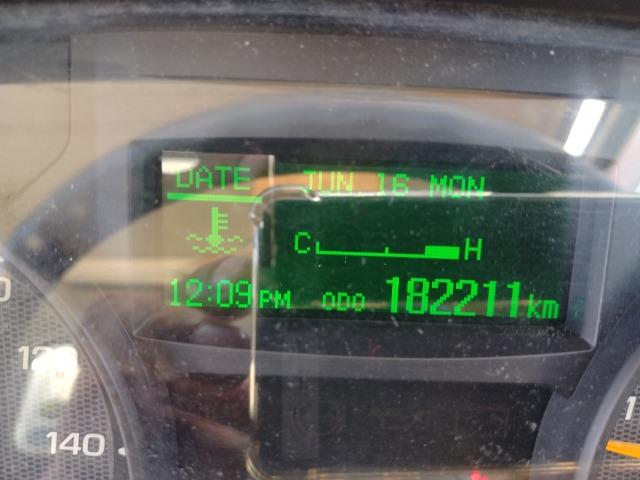 DATE JUN 16 MON
C H
12:09 PM ODO 182211 km
120
140